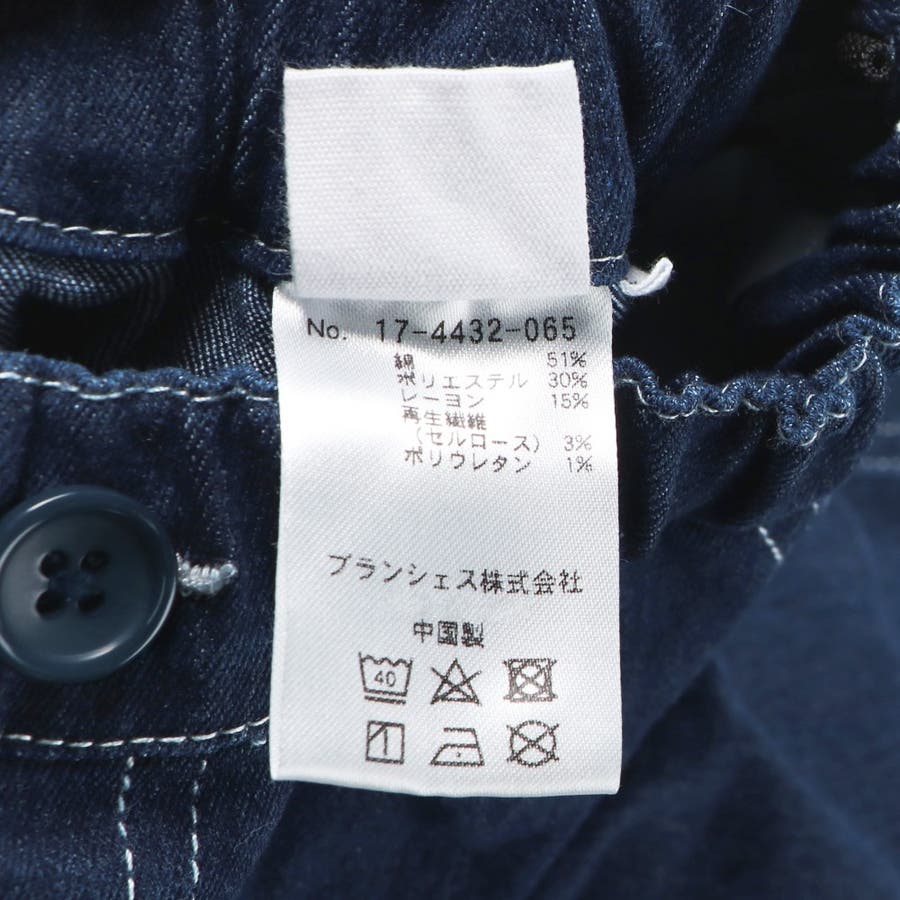 No. 17-4432-065
綿 51%
ポリエステル 30%
レーヨン 15%
再生繊維
(セルロース) 3%
ポリウレタン 1%
ブランシェス株式会社
中国製
40